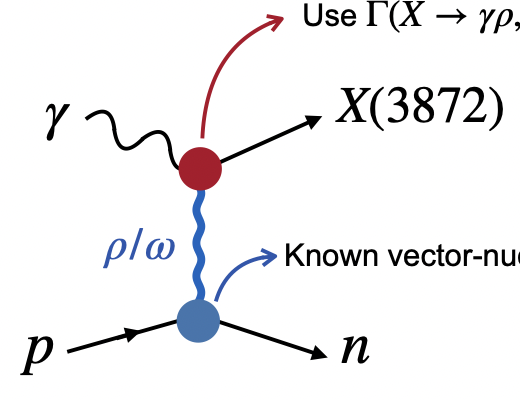 Use Γ(X → γρ,
γ
X(3872)
ρ/ω
Known vector-nuc
p
n